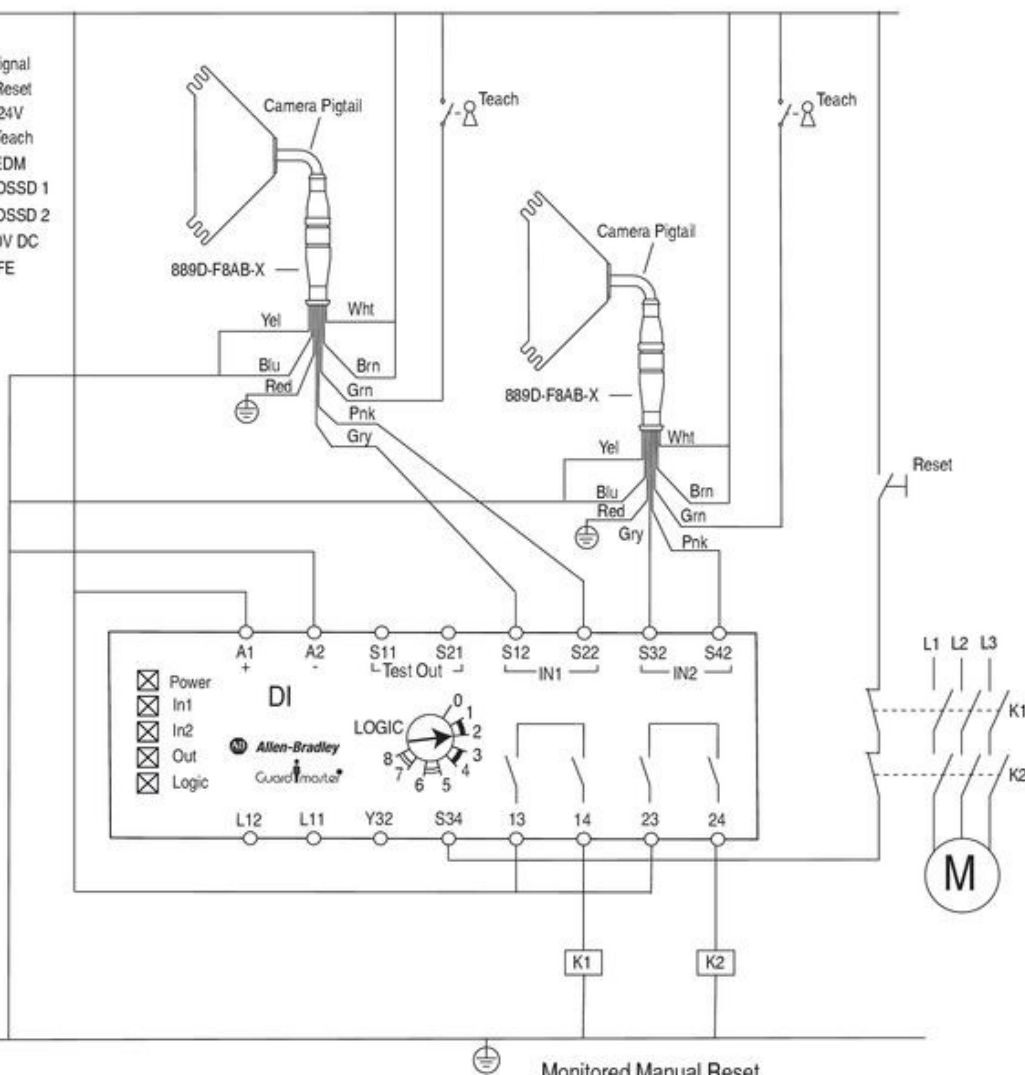 ignal
Reset
24V
Teach
EDM
OSSD 1
OSSD 2
0V DC
FE
Camera Pigtail
Teach
889D-F8AB-X
Yel
Wht
Blu
Brn
Red
Grn
Pnk
Gry
Camera Pigtail
Teach
889D-F8AB-X
Yel
Wht
Blu
Brn
Red
Grn
Gry
Pnk
Reset
A1 A2 S11 S21 S12 S22 S32 S42
+ - Test Out IN1 IN2
Power
In1
In2
Out
Logic
DI
AB Allen-Bradley
Guardmaster
LOGIC
0
1
2
3
4
5
6
7
8
L12 L11 Y32 S34 13 14 23 24
L1 L2 L3
K1
K2
M
K1
K2
Monitored Manual Reset